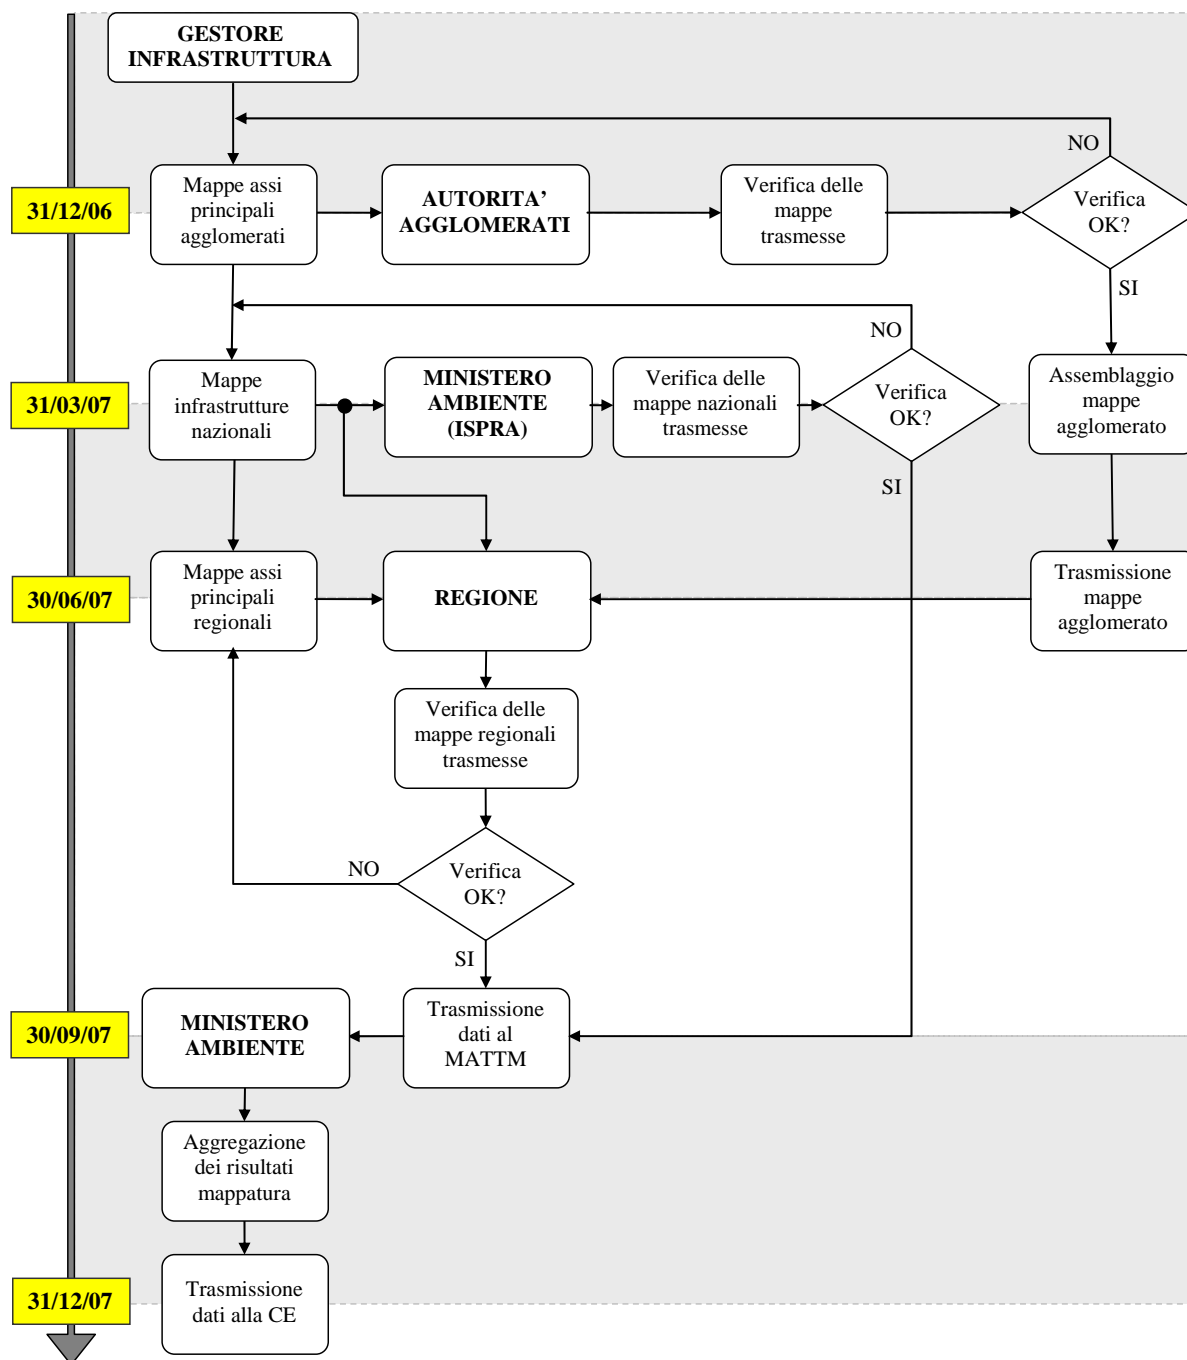 GESTORE
INFRASTRUTTURA
NO
31/12/06
Mappe assi
principali
agglomerati
AUTORITA’
AGGLOMERATI
Verifica delle
mappe
trasmesse
Verifica
OK?
SI
NO
31/03/07
Mappe
infrastrutture
nazionali
MINISTERO
AMBIENTE
(ISPRA)
Verifica delle
mappe nazionali
trasmesse
Verifica
OK?
Assemblaggio
mappe
agglomerato
SI
30/06/07
Mappe assi
principali
regionali
REGIONE
Trasmissione
mappe
agglomerato
Verifica delle
mappe regionali
trasmesse
NO
Verifica
OK?
SI
30/09/07
MINISTERO
AMBIENTE
Trasmissione
dati al
MATTM
Aggregazione
dei risultati
mappatura
31/12/07
Trasmissione
dati alla CE